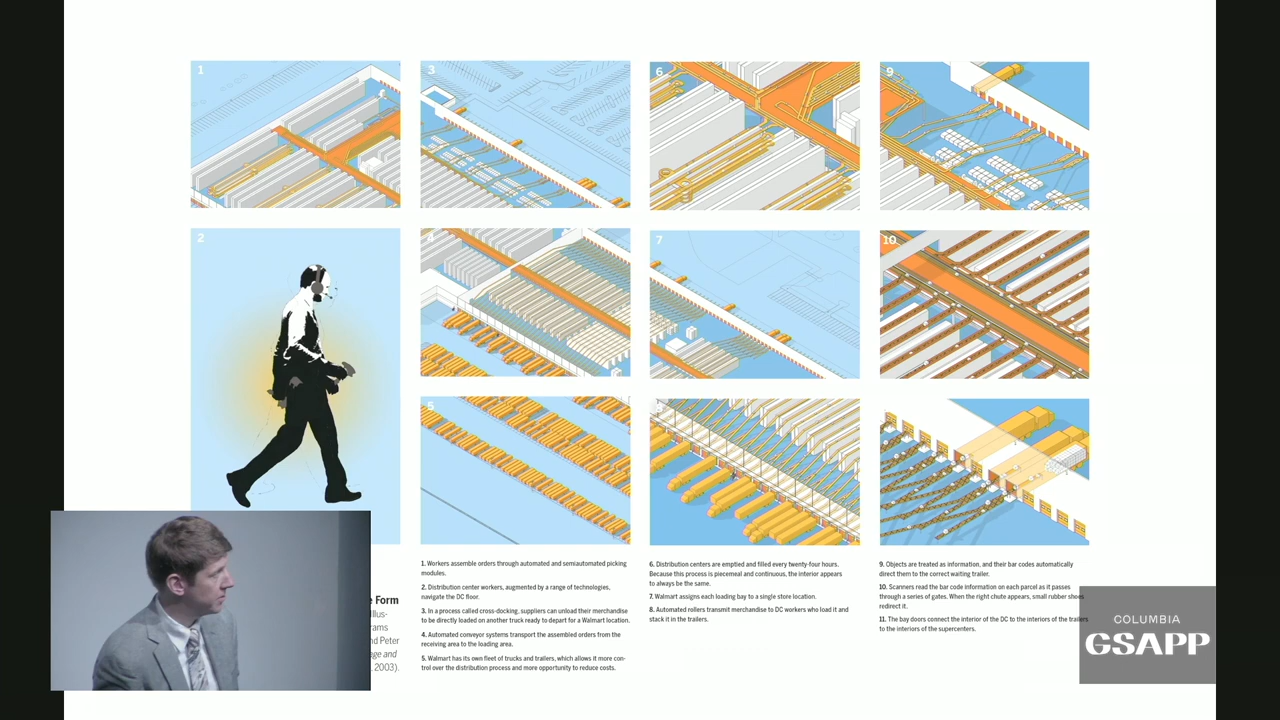 1
3
6
9
2
4
7
10
5
1. Workers assemble orders through automated and semiautomated picking
modules.
2. Distribution center workers, augmented by a range of technologies,
navigate the DC floor.
3. In a process called cross-docking, suppliers can unload their merchandise
to be directly loaded on another truck ready to depart for a Walmart location.
4. Automated conveyor systems transport the assembled orders from the
receiving area to the loading area.
5. Walmart has its own fleet of trucks and trailers, which allows it more con-
trol over the distribution process and more opportunity to reduce costs.
6. Distribution centers are emptied and filled every twenty-four hours.
Because this process is piecemeal and continuous, the interior appears
to always be the same.
7. Walmart assigns each loading bay to a single store location.
8. Automated rollers transmit merchandise to DC workers who load it and
stack it in the trailers.
9. Objects are treated as information, and their bar codes automatically
direct them to the correct waiting trailer.
10. Scanners read the bar code information on each parcel as it passes
through a series of gates. When the right chute appears, small rubber shoes
redirect it.
11. The bay doors connect the interior of the DC to the interiors of the trailers
to the interiors of the supercenters.
Form
Illus-
rams
nd Peter
ge and
2003).
COLUMBIA
GSAPP